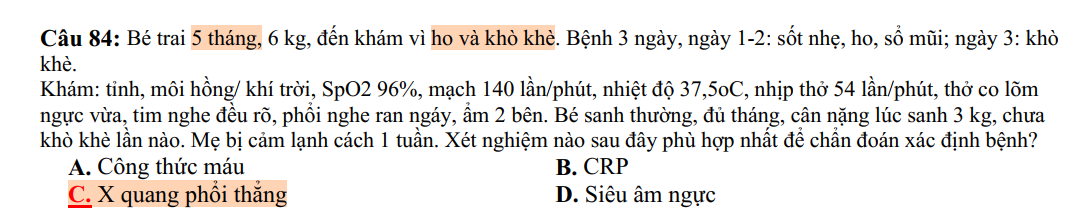 Câu 84: Bé trai 5 tháng, 6 kg, đến khám vì ho và khò khè. Bệnh 3 ngày, ngày 1-2: sốt nhẹ, ho, sổ mũi; ngày 3: khò
khè.
Khám: tỉnh, môi hồng/ khí trời, SpO2 96%, mạch 140 lần/phút, nhiệt độ 37,5oC, nhịp thở 54 lần/phút, thở co lõm
ngực vừa, tim nghe đều rõ, phổi nghe ran ngáy, ẩm 2 bên. Bé sanh thường, đủ tháng, cân nặng lúc sanh 3 kg, chưa
khò khè lần nào. Mẹ bị cảm lạnh cách 1 tuần. Xét nghiệm nào sau đây phù hợp nhất để chẩn đoán xác định bệnh?
A. Công thức máu
B. CRP
C. X quang phổi thẳng
D. Siêu âm ngực